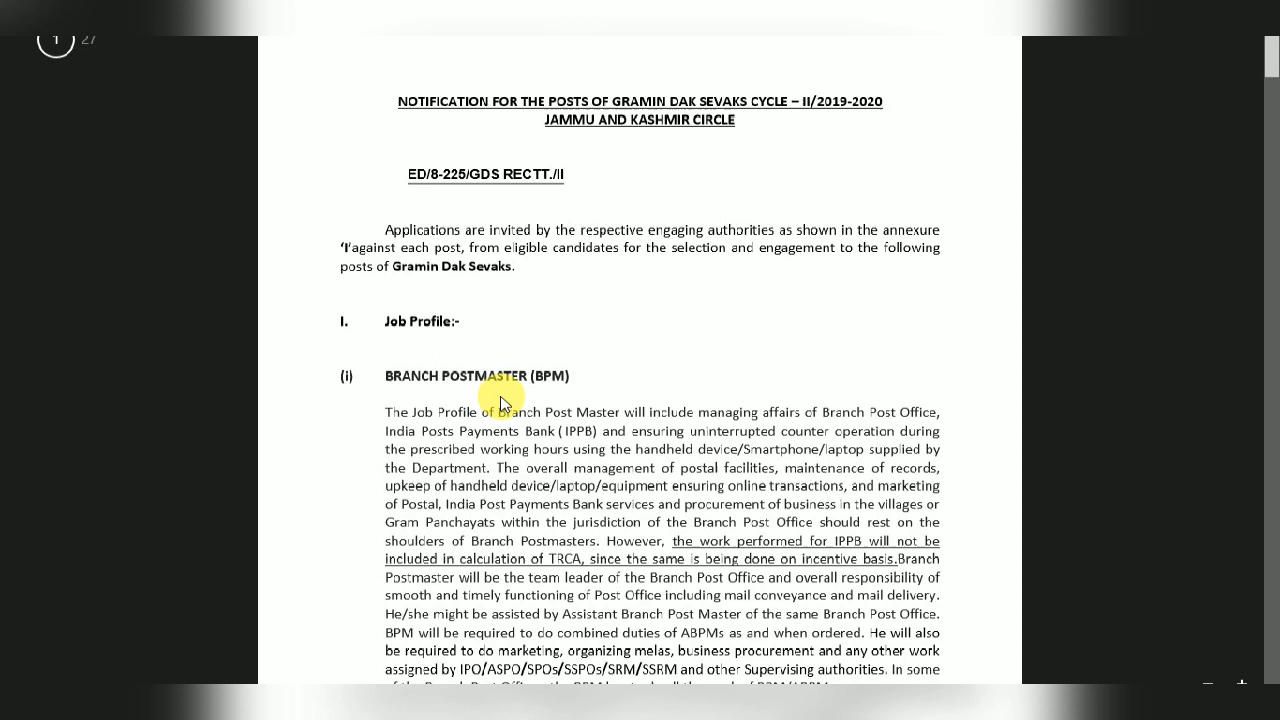 1 27
NOTIFICATION FOR THE POSTS OF GRAMIN DAK SEVAKS CYCLE – II/2019-2020
JAMMU AND KASHMIR CIRCLE
ED/8-225/GDS RECTT./II
Applications are invited by the respective engaging authorities as shown in the annexure
‘I’against each post, from eligible candidates for the selection and engagement to the following
posts of Gramin Dak Sevaks.
I. Job Profile:-
(i) BRANCH POSTMASTER (BPM)
The Job Profile of Branch Post Master will include managing affairs of Branch Post Office,
India Posts Payments Bank ( IPPB) and ensuring uninterrupted counter operation during
the prescribed working hours using the handheld device/Smartphone/laptop supplied by
the Department. The overall management of postal facilities, maintenance of records,
upkeep of handheld device/laptop/equipment ensuring online transactions, and marketing
of Postal, India Post Payments Bank services and procurement of business in the villages or
Gram Panchayats within the jurisdiction of the Branch Post Office should rest on the
shoulders of Branch Postmasters. However, the work performed for IPPB will not be
included in calculation of TRCA, since the same is being done on incentive basis.Branch
Postmaster will be the team leader of the Branch Post Office and overall responsibility of
smooth and timely functioning of Post Office including mail conveyance and mail delivery.
He/she might be assisted by Assistant Branch Post Master of the same Branch Post Office.
BPM will be required to do combined duties of ABPMs as and when ordered. He will also
be required to do marketing, organizing melas, business procurement and any other work
assigned by IPO/ASPO/SPOs/SSPOs/SRM/SSRM and other Supervising authorities. In some